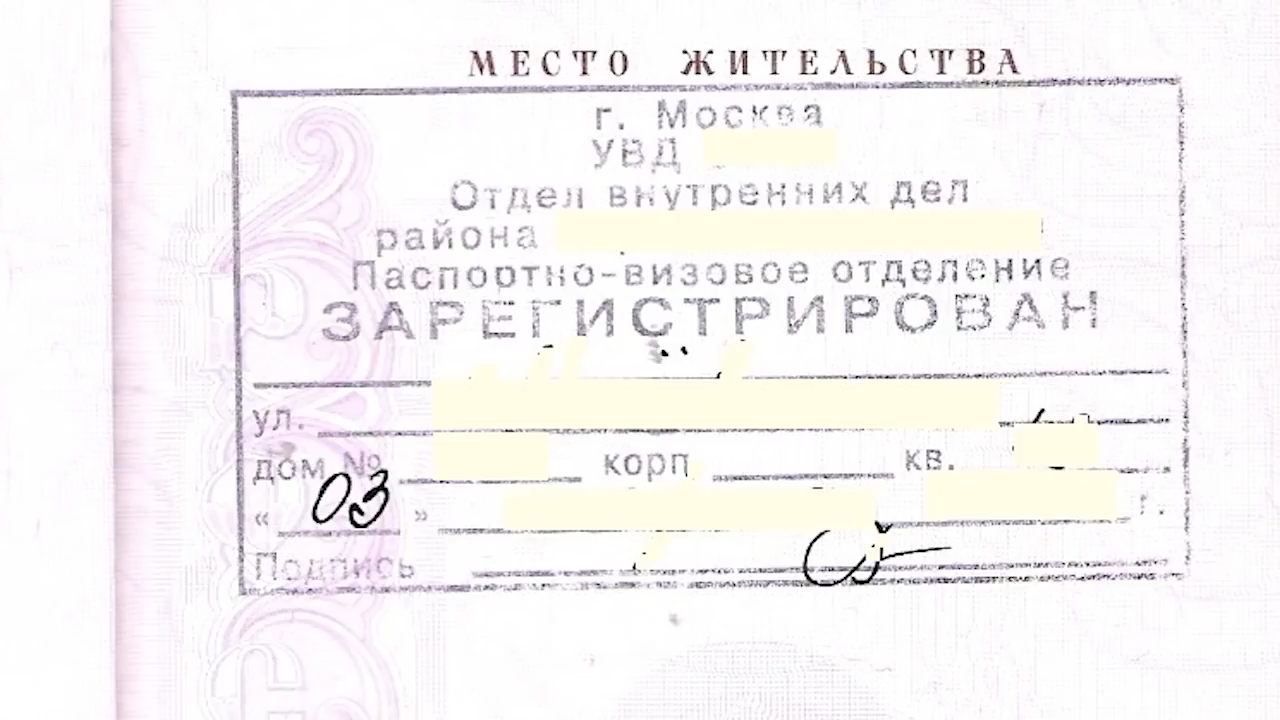 МЕСТО ЖИТЕЛЬСТВА
г. Москва
УВД
Отдел внутренних дел
района
Паспортно-визовое отделение
ЗАРЕГИСТРИРОВАН
ул.
дом № корп. кв.
« 03 » г.
Подпись